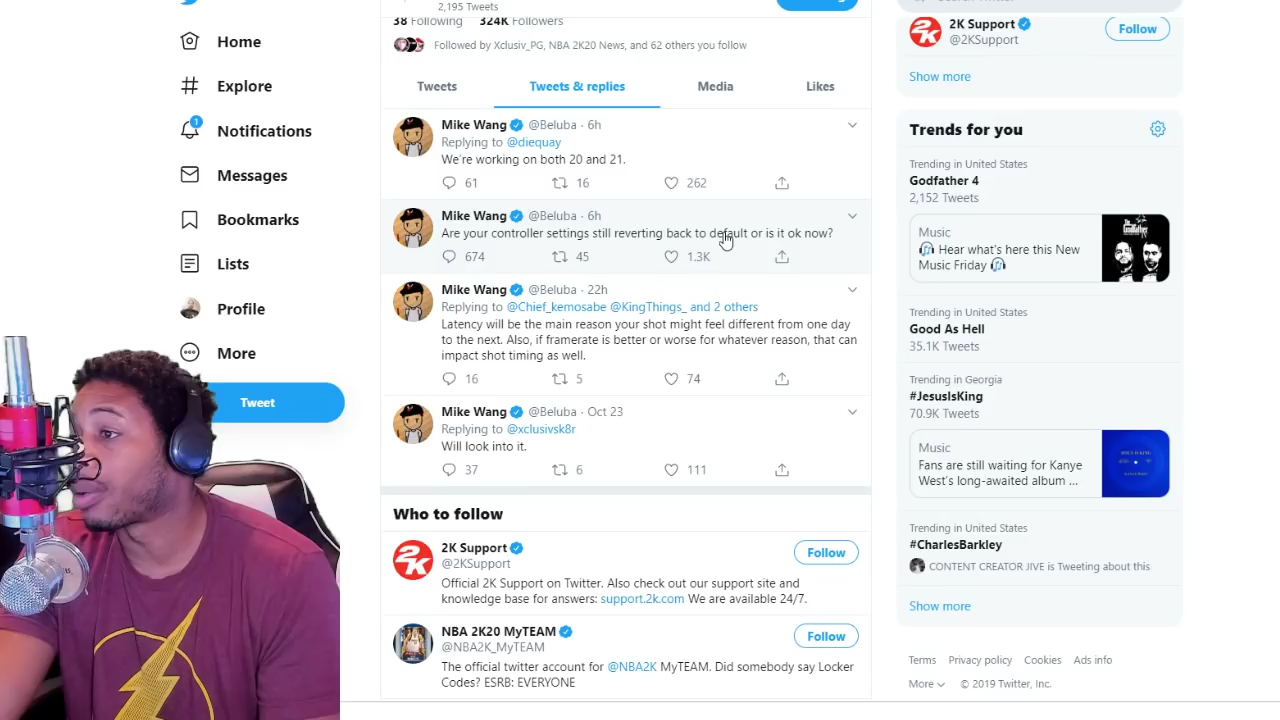 2,195 Tweets
38 Following 324K Followers
Followed by Xclusiv_PG, NBA 2K20 News, and 62 others you follow
Home
Explore
1
Notifications
Messages
Bookmarks
Lists
Profile
More
Tweet
Tweets Tweets & replies Media Likes
Mike Wang @Beluba · 6h
Replying to @diequay
We're working on both 20 and 21.
61 16 262
Mike Wang @Beluba · 6h
Are your controller settings still reverting back to default or is it ok now?
674 45 1.3K
Mike Wang @Beluba · 22h
Replying to @Chief_kemosabe @KingThings_ and 2 others
Latency will be the main reason your shot might feel different from one day
to the next. Also, if framerate is better or worse for whatever reason, that can
impact shot timing as well.
16 5 74
Mike Wang @Beluba · Oct 23
Replying to @xclusivsk8r
Will look into it.
37 6 111
Who to follow
2K Support
@2KSupport
Follow
Official 2K Support on Twitter. Also check out our support site and
knowledge base for answers: support.2k.com We are available 24/7.
NBA 2K20 MyTEAM
@NBA2K_MyTEAM
Follow
The official twitter account for @NBA2K MyTEAM. Did somebody say Locker
Codes? ESRB: EVERYONE
2K Support
@2KSupport
Follow
Show more
Trends for you
Trending in United States
Godfather 4
2,152 Tweets
Music
Hear what's here this New
Music Friday
Trending in United States
Good As Hell
35.1K Tweets
Trending in Georgia
#JesusIsKing
70.9K Tweets
Music
Fans are still waiting for Kanye
West's long-awaited album ...
Trending in United States
#CharlesBarkley
CONTENT CREATOR JIVE is Tweeting about this
Show more
Terms Privacy policy Cookies Ads info
More © 2019 Twitter, Inc.